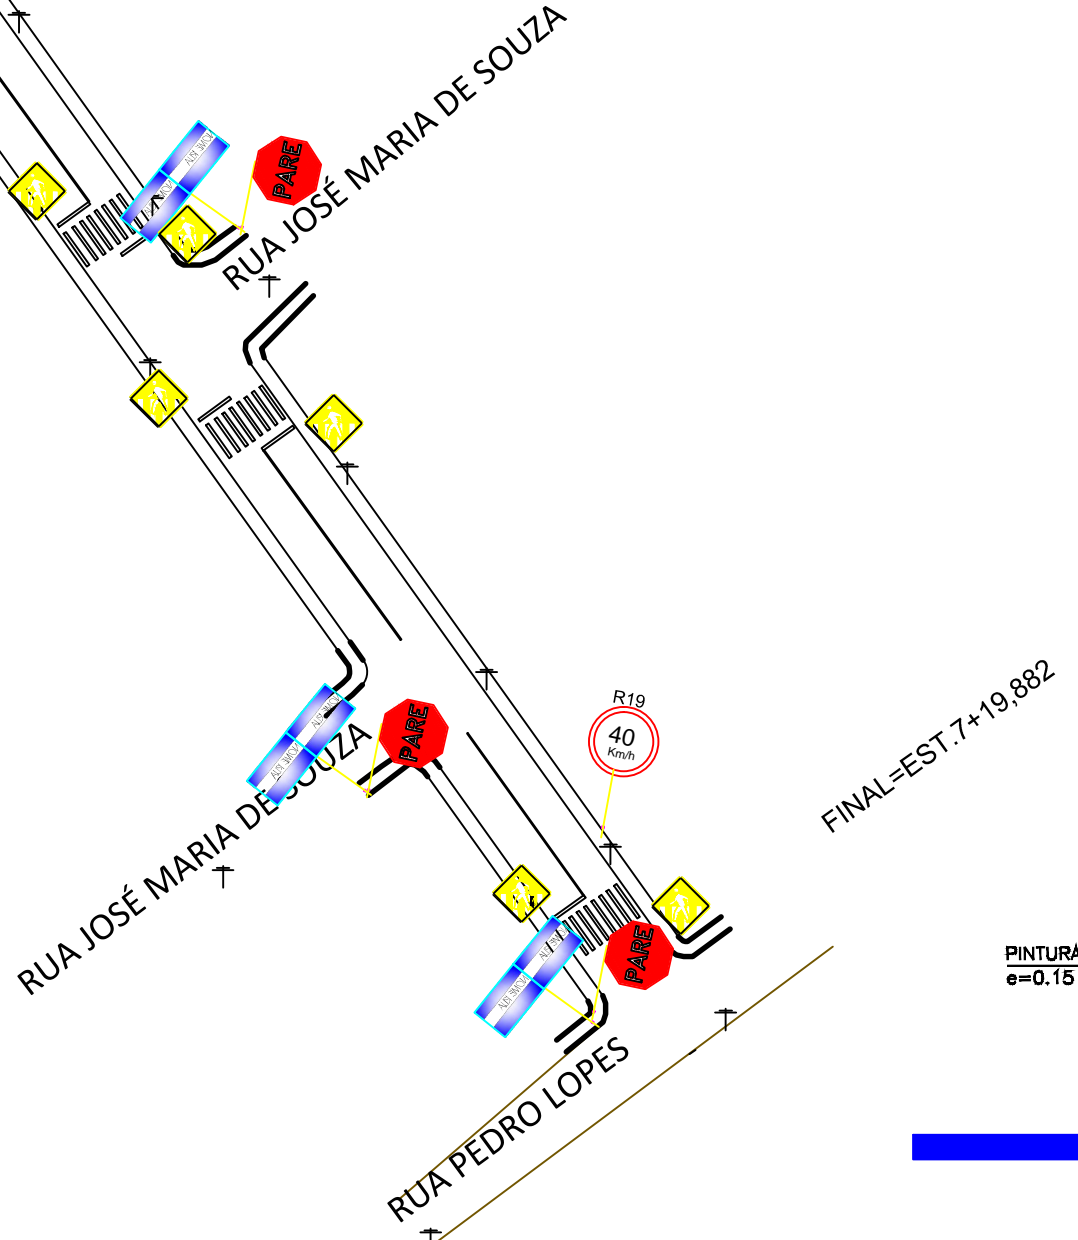 RUA JOSÉ MARIA DE SOUZA
PARE
R19
40
Km/h
PARE
RUA JOSÉ MARIA DE SOUZA
FINAL=EST.7+19,882
PARE
PINTURA
e=0.15
RUA PEDRO LOPES